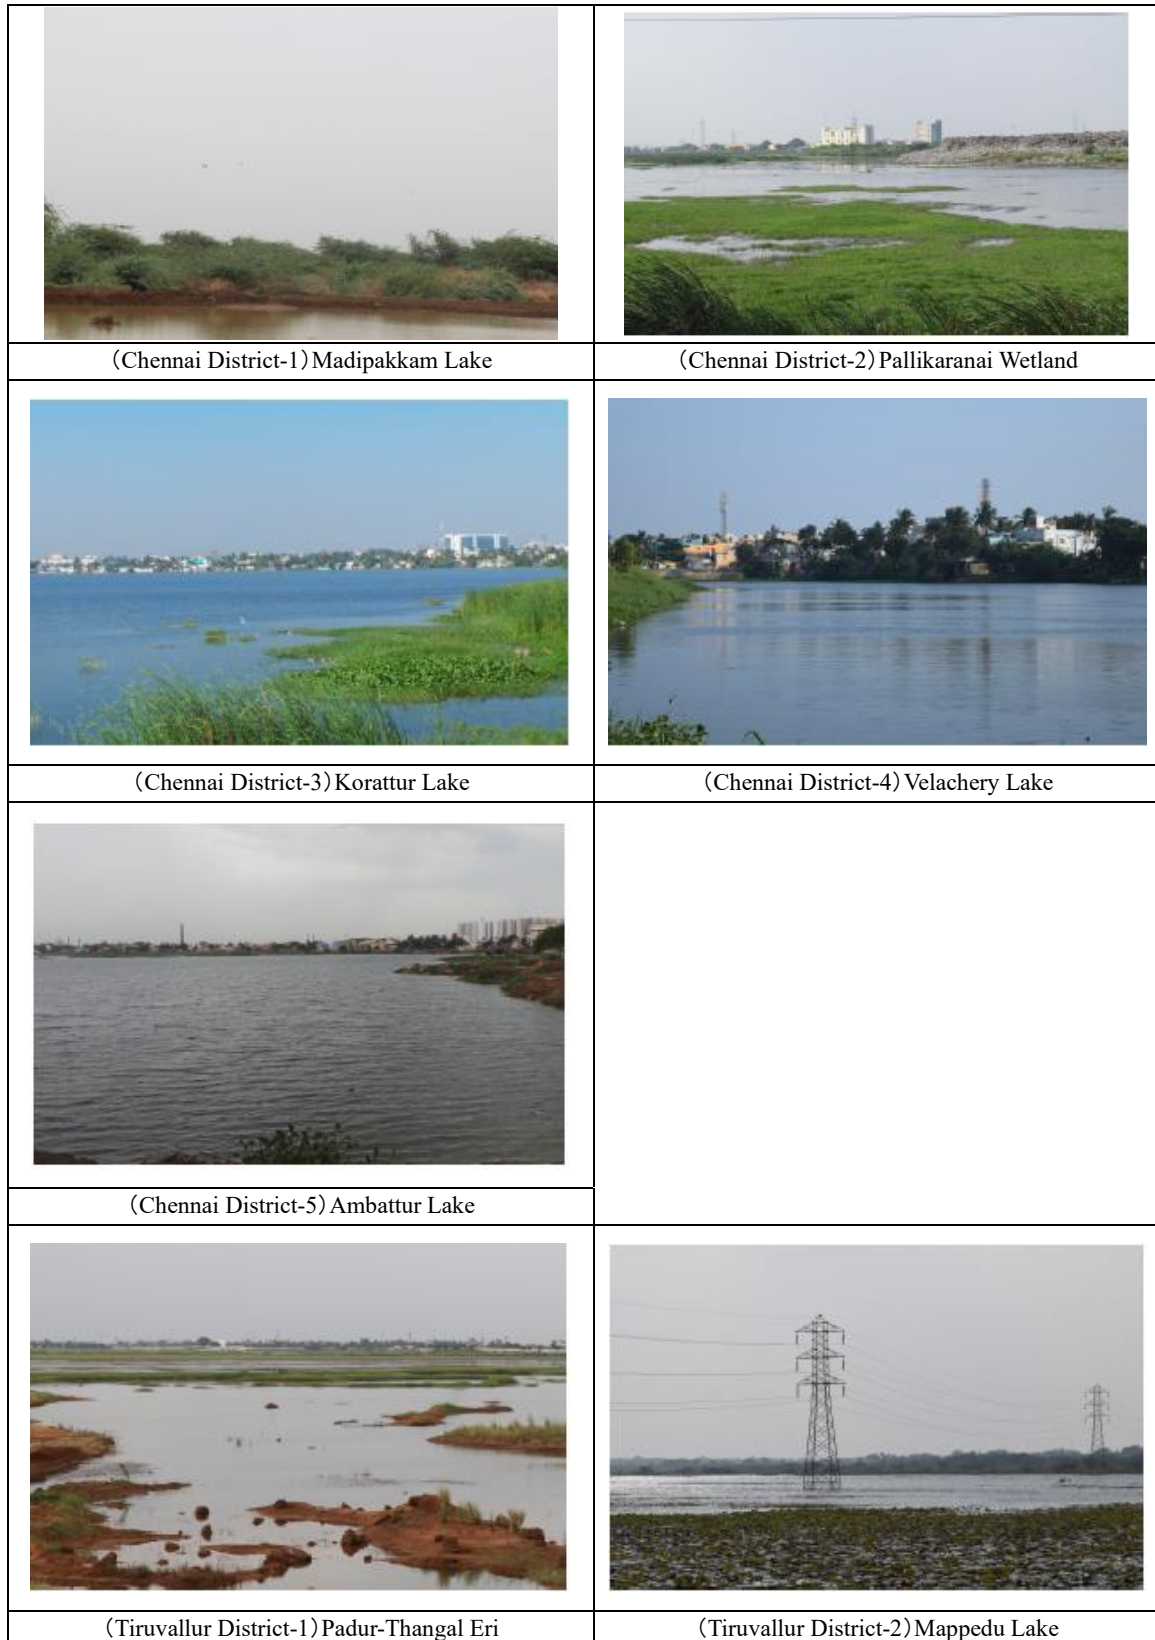 （Chennai District-1）Madipakkam Lake
（Chennai District-2）Pallikaranai Wetland
（Chennai District-3）Korattur Lake
（Chennai District-4）Velachery Lake
（Chennai District-5）Ambattur Lake
（Tiruvallur District-1）Padur-Thangal Eri
（Tiruvallur District-2）Mappedu Lake